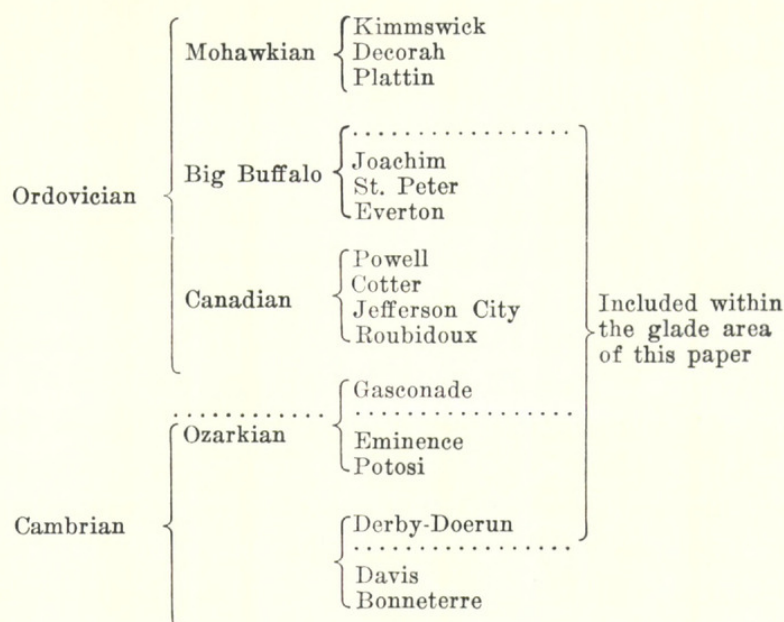 Kimmswick
Mohawkian Decorah
Plattin
Big Buffalo Joachim
St. Peter
Ordovician
Everton
Powell
Cotter
Canadian
Jefferson City
Roubidoux
Included within
the glade area
of this paper
Gasconade
Ozarkian
Eminence
Potosi
Cambrian Derby-Doerun
Davis
Bonneterre